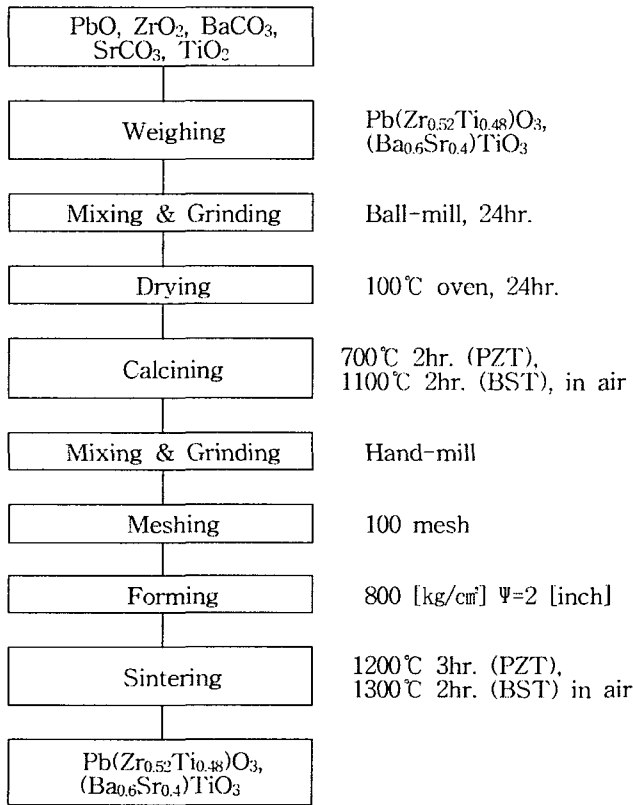 PbO, ZrO₂, BaCO₃,
SrCO₃, TiO₂
Weighing
Pb(Zr₀.₅₂Ti₀.₄₈)O₃,
(Ba₀.₆Sr₀.₄)TiO₃
Mixing & Grinding
Ball-mill, 24hr.
Drying
100℃ oven, 24hr.
Calcining
700℃ 2hr. (PZT),
1100℃ 2hr. (BST), in air
Mixing & Grinding
Hand-mill
Meshing
100 mesh
Forming
800 [kg/㎠] Ψ=2 [inch]
Sintering
1200℃ 3hr. (PZT),
1300℃ 2hr. (BST) in air
Pb(Zr₀.₅₂Ti₀.₄₈)O₃,
(Ba₀.₆Sr₀.₄)TiO₃